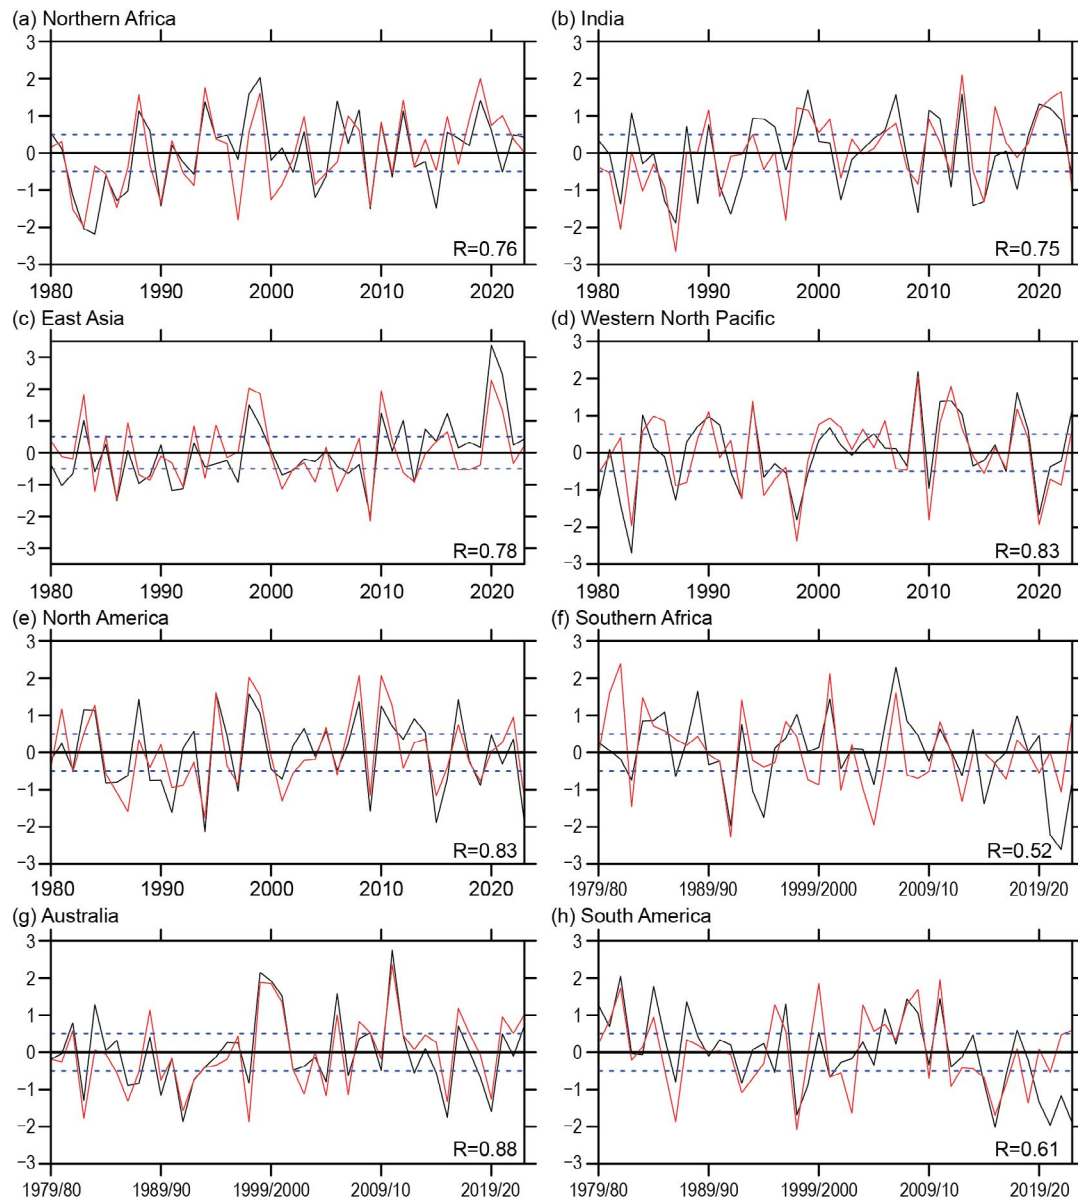 (a) Northern Africa
3
2
1
0
−1
−2
−3
R=0.76
1980 1990 2000 2010 2020
(b) India
3
2
1
0
−1
−2
−3
R=0.75
1980 1990 2000 2010 2020
(c) East Asia
3
2
1
0
−1
−2
−3
R=0.78
1980 1990 2000 2010 2020
(d) Western North Pacific
3
2
1
0
−1
−2
−3
R=0.83
1980 1990 2000 2010 2020
(e) North America
3
2
1
0
−1
−2
−3
R=0.83
1980 1990 2000 2010 2020
(f) Southern Africa
3
2
1
0
−1
−2
−3
R=0.52
1979/80 1989/90 1999/2000 2009/10 2019/20
(g) Australia
3
2
1
0
−1
−2
−3
R=0.88
1979/80 1989/90 1999/2000 2009/10 2019/20
(h) South America
3
2
1
0
−1
−2
−3
R=0.61
1979/80 1989/90 1999/2000 2009/10 2019/20